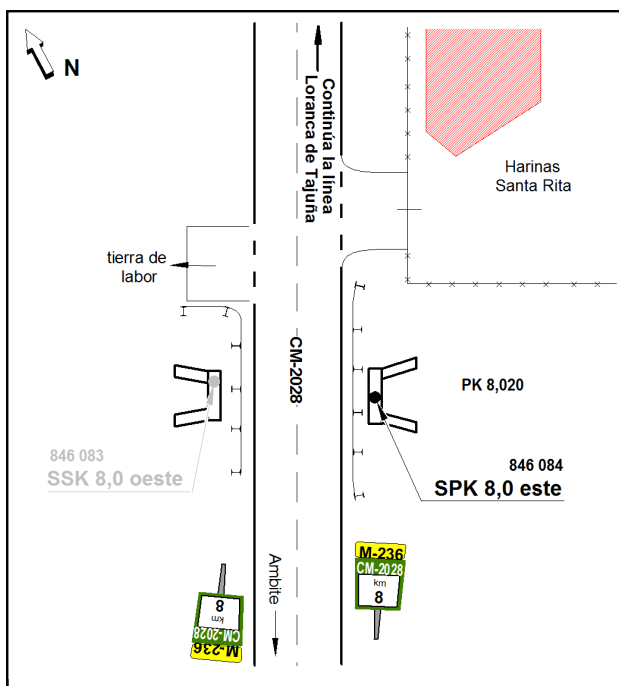 N
Continúa la línea
Loranca de Tajuña
Harinas
Santa Rita
tierra de
labor
CM-2028
PK 8,020
846 083
SSK 8,0 oeste
846 084
SPK 8,0 este
Ambite
M-236
CM-2028
km
8
8
km
CM-2028
M-236